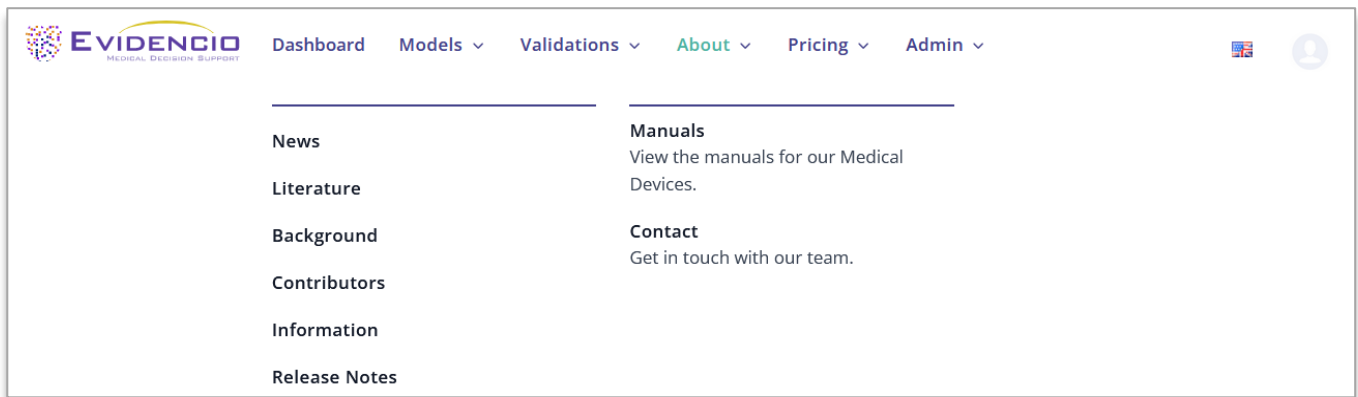 EVIDENCIO
MEDICAL DECISION SUPPORT
Dashboard
Models
Validations
About
Pricing
Admin
News
Literature
Background
Contributors
Information
Release Notes
Manuals
View the manuals for our Medical
Devices.
Contact
Get in touch with our team.